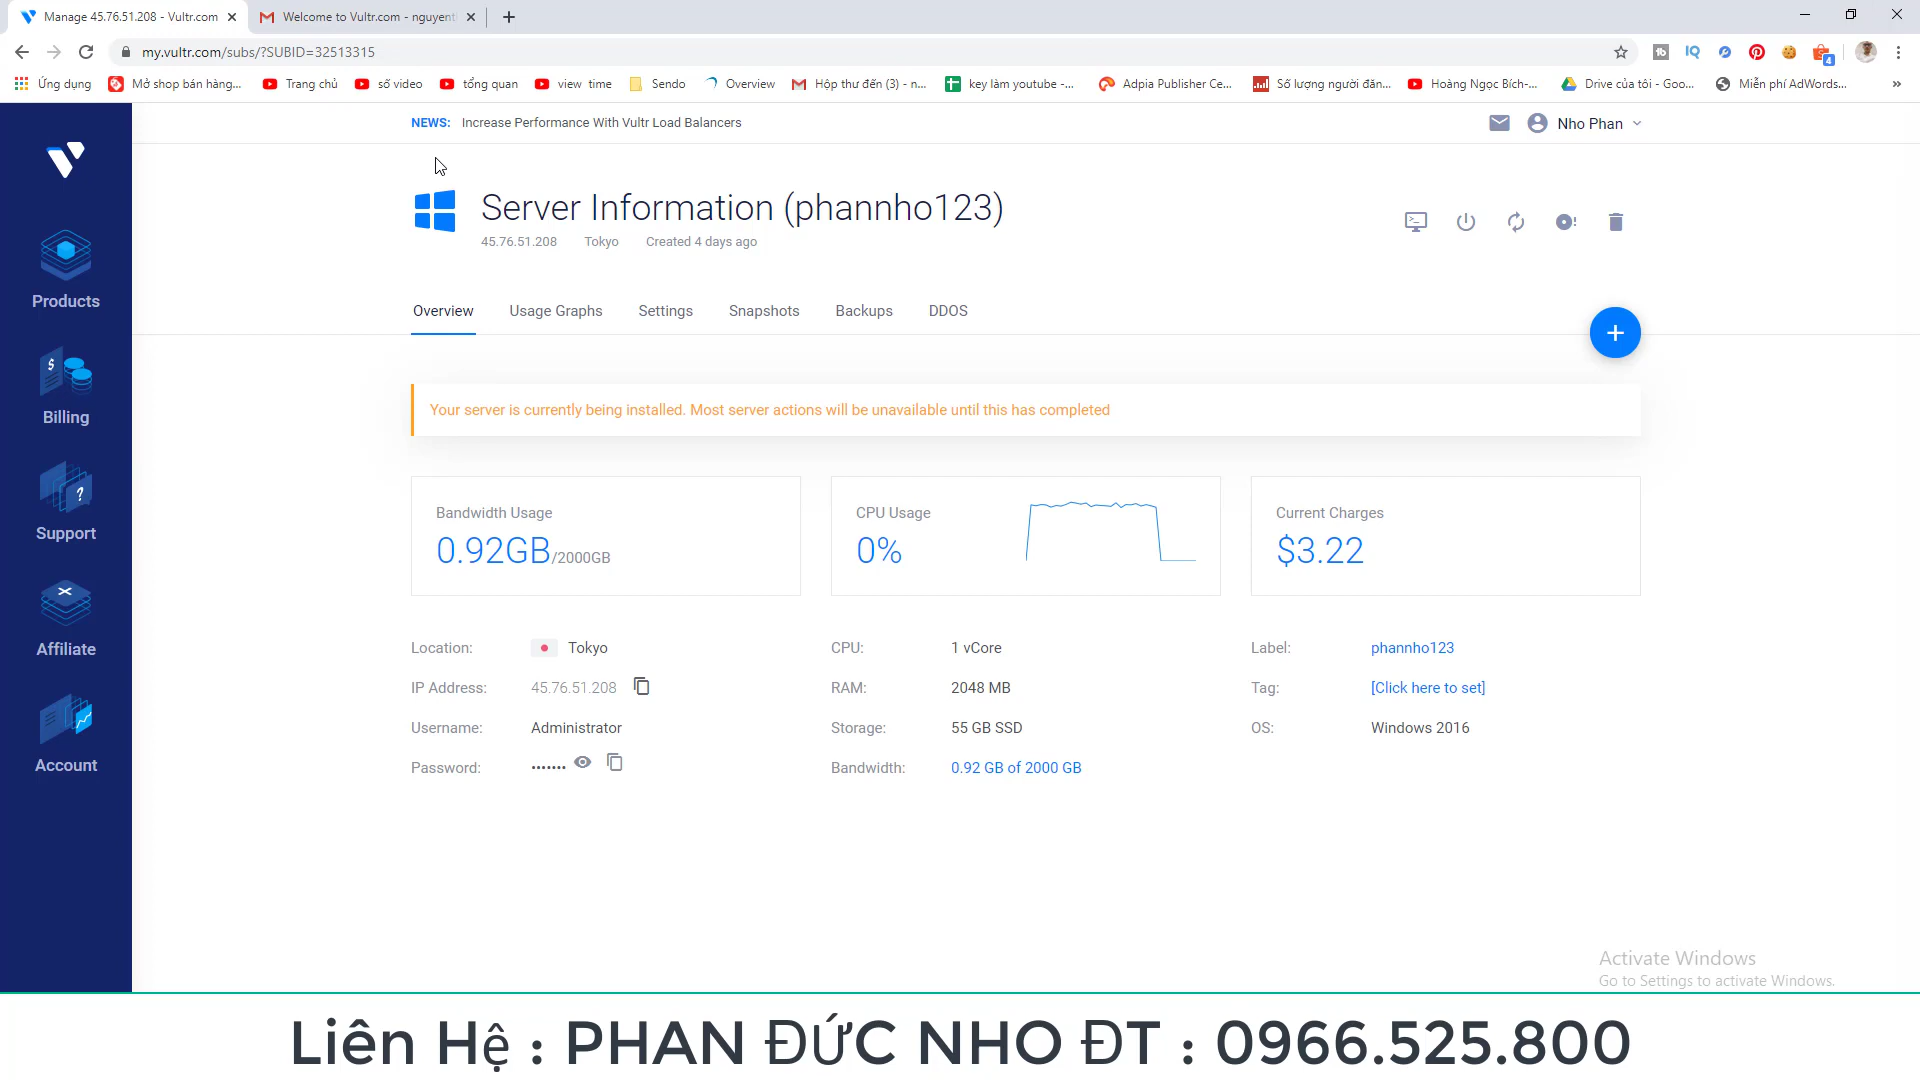 Manage 45.76.51.208 - Vultr.com
Welcome to Vultr.com - nguyent
my.vultr.com/subs/?SUBID=32513315
Ứng dụng
Mở shop bán hàng...
Trang chủ
số video
tổng quan
view time
Sendo
Overview
Hộp thư đến (3) - n...
key làm youtube -...
Adpia Publisher Ce...
Số lượng người đăn...
Hoàng Ngọc Bích-...
Drive của tôi - Goo...
Miễn phí AdWords...
»
NEWS: Increase Performance With Vultr Load Balancers
Nho Phan
Server Information (phannho123)
45.76.51.208 Tokyo Created 4 days ago
Products
Billing
Support
Affiliate
Account
Overview Usage Graphs Settings Snapshots Backups DDOS
Your server is currently being installed. Most server actions will be unavailable until this has completed
Bandwidth Usage
0.92GB/2000GB
CPU Usage
0%
Current Charges
$3.22
Location: Tokyo
IP Address: 45.76.51.208
Username: Administrator
Password: •••••••
CPU: 1 vCore
RAM: 2048 MB
Storage: 55 GB SSD
Bandwidth: 0.92 GB of 2000 GB
Label: phannho123
Tag: [Click here to set]
OS: Windows 2016
Activate Windows
Go to Settings to activate Windows.
Liên Hệ : PHAN ĐỨC NHO ĐT : 0966.525.800